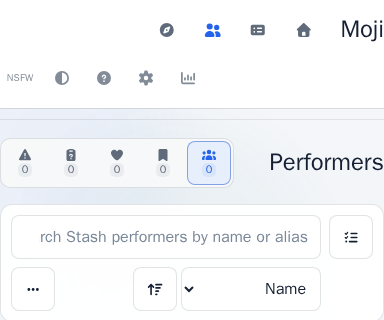 Moji
NSFW
Performers
0 0 0 0 0
rch Stash performers by name or alias
Name